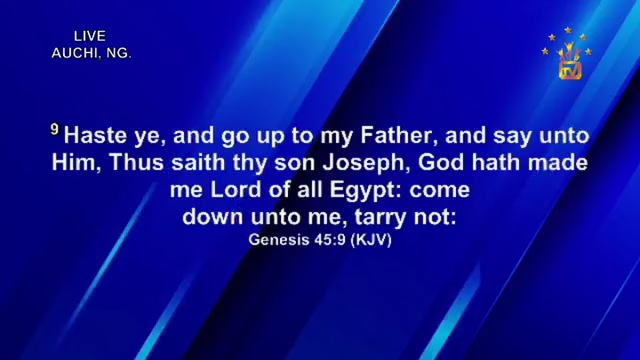 LIVE
AUCHI, NG.
TV
9 Haste ye, and go up to my Father, and say unto
Him, Thus saith thy son Joseph, God hath made
me Lord of all Egypt: come
down unto me, tarry not:
Genesis 45:9 (KJV)